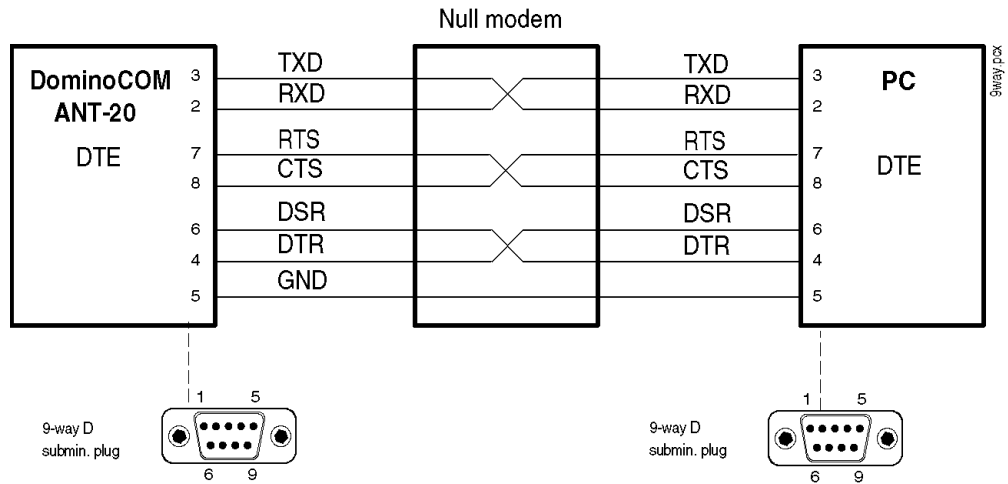 Null modem
DominoCOM
ANT-20
DTE
3 TXD TXD 3
2 RXD RXD 2
7 RTS RTS 7
8 CTS CTS 8
6 DSR DSR 6
4 DTR DTR 4
5 GND 5
PC
DTE
9way.pcx
1 5
9-way D
submin. plug
6 9
1 5
9-way D
submin. plug
6 9